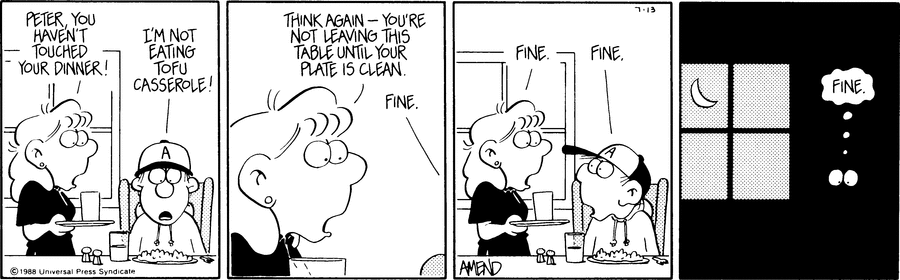 PETER, YOU
HAVEN'T
TOUCHED
YOUR DINNER!
I'M NOT
EATING
TOFU
CASSEROLE!
A
©1988 Universal Press Syndicate
THINK AGAIN – YOU'RE
NOT LEAVING THIS
TABLE UNTIL YOUR
PLATE IS CLEAN.
FINE.
7-13
FINE.
FINE.
A
AMEND
FINE.